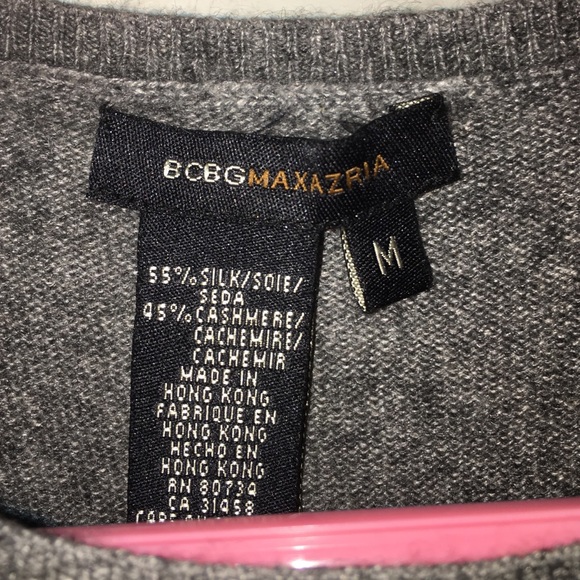 BCBGMAXAZRIA
M
55% SILK/SOIE/
SEDA
45% CASHMERE/
CACHEMIRE/
CACHEMIR
MADE IN
HONG KONG
FABRIQUE EN
HONG KONG
HECHO EN
HONG KONG
RN 80734
CA 31458
CARE